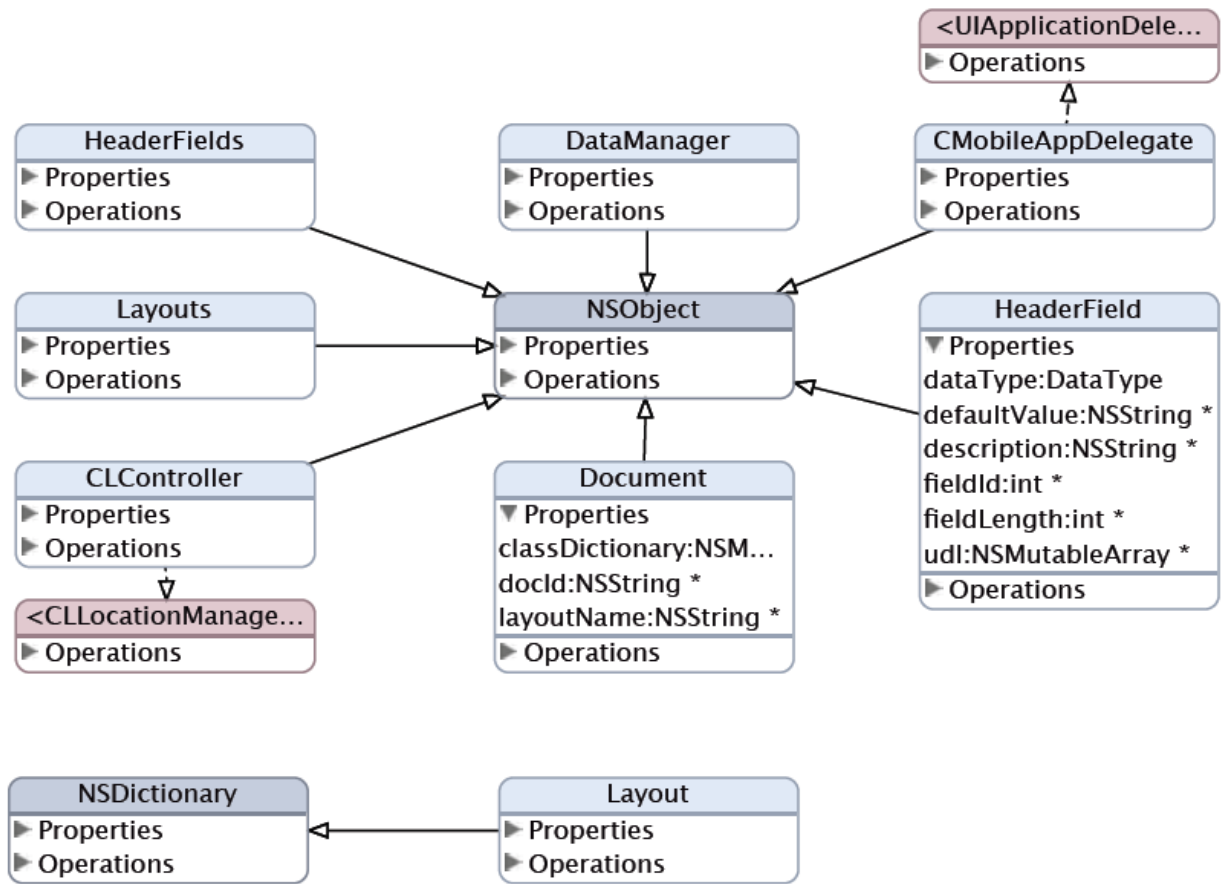 <UIApplicationDele...
Operations
HeaderFields
Properties
Operations
DataManager
Properties
Operations
CMobileAppDelegate
Properties
Operations
Layouts
Properties
Operations
NSObject
Properties
Operations
HeaderField
Properties
dataType:DataType
defaultValue:NSString *
description:NSString *
fieldId:int *
fieldLength:int *
udl:NSMutableArray *
Operations
CLController
Properties
Operations
<CLLocationManage...
Operations
Document
Properties
classDictionary:NSM...
docId:NSString *
layoutName:NSString *
Operations
NSDictionary
Properties
Operations
Layout
Properties
Operations